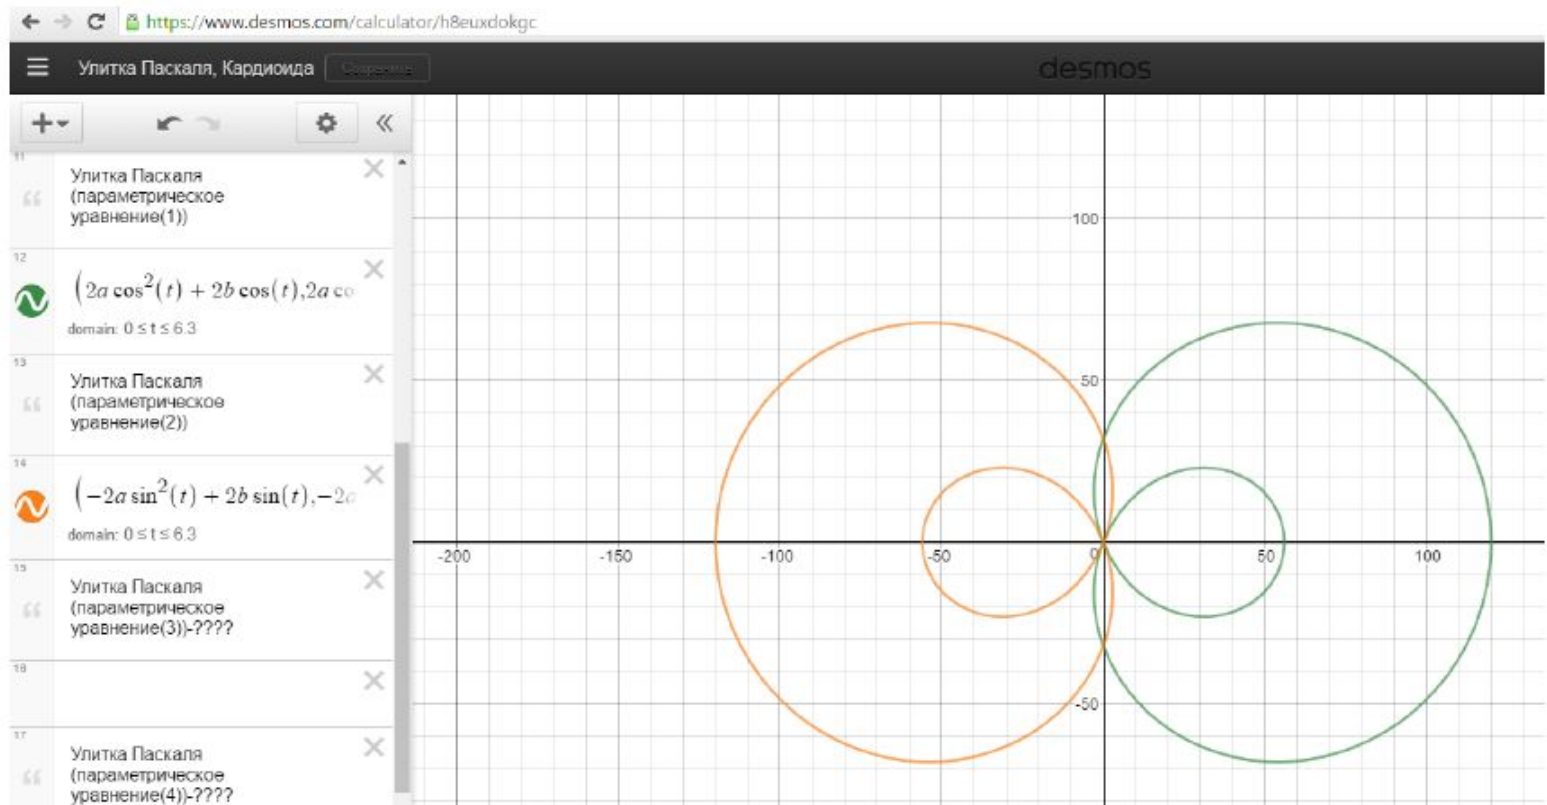 https://www.desmos.com/calculator/h8euxdokgc
Улитка Паскаля, Кардиоида
desmos
11
Улитка Паскаля
(параметрическое
уравнение(1))
12
(2a cos²(t) + 2b cos(t),2a co
domain: 0 ≤ t ≤ 6.3
13
Улитка Паскаля
(параметрическое
уравнение(2))
14
(−2a sin²(t) + 2b sin(t),−2a
domain: 0 ≤ t ≤ 6.3
15
Улитка Паскаля
(параметрическое
уравнение(3))-????
16
17
Улитка Паскаля
(параметрическое
уравнение(4))-????
100
50
-200 -150 -100 -50 0 50 100
-50